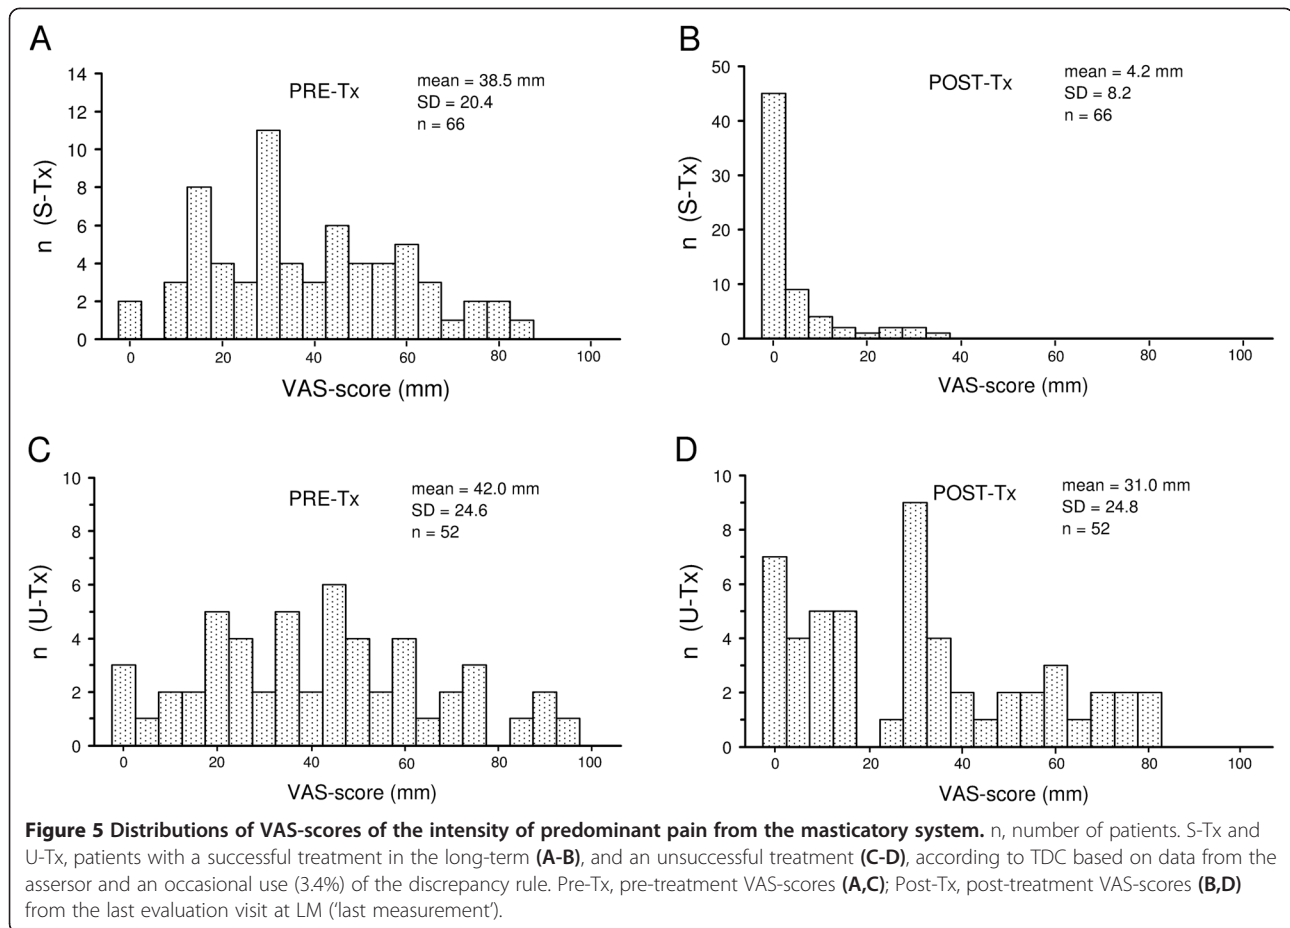 A
PRE-Tx
mean = 38.5 mm
SD = 20.4
n = 66
14
12
10
8
6
4
2
0
n (S-Tx)
0 20 40 60 80 100
VAS-score (mm)
B
POST-Tx
mean = 4.2 mm
SD = 8.2
n = 66
50
40
30
20
10
0
n (S-Tx)
0 20 40 60 80 100
VAS-score (mm)
C
PRE-Tx
mean = 42.0 mm
SD = 24.6
n = 52
10
8
6
4
2
0
n (U-Tx)
0 20 40 60 80 100
VAS-score (mm)
D
POST-Tx
mean = 31.0 mm
SD = 24.8
n = 52
10
8
6
4
2
0
n (U-Tx)
0 20 40 60 80 100
VAS-score (mm)
Figure 5 Distributions of VAS-scores of the intensity of predominant pain from the masticatory system. n, number of patients. S-Tx and
U-Tx, patients with a successful treatment in the long-term (A-B), and an unsuccessful treatment (C-D), according to TDC based on data from the
assersor and an occasional use (3.4%) of the discrepancy rule. Pre-Tx, pre-treatment VAS-scores (A,C); Post-Tx, post-treatment VAS-scores (B,D)
from the last evaluation visit at LM (‘last measurement’).